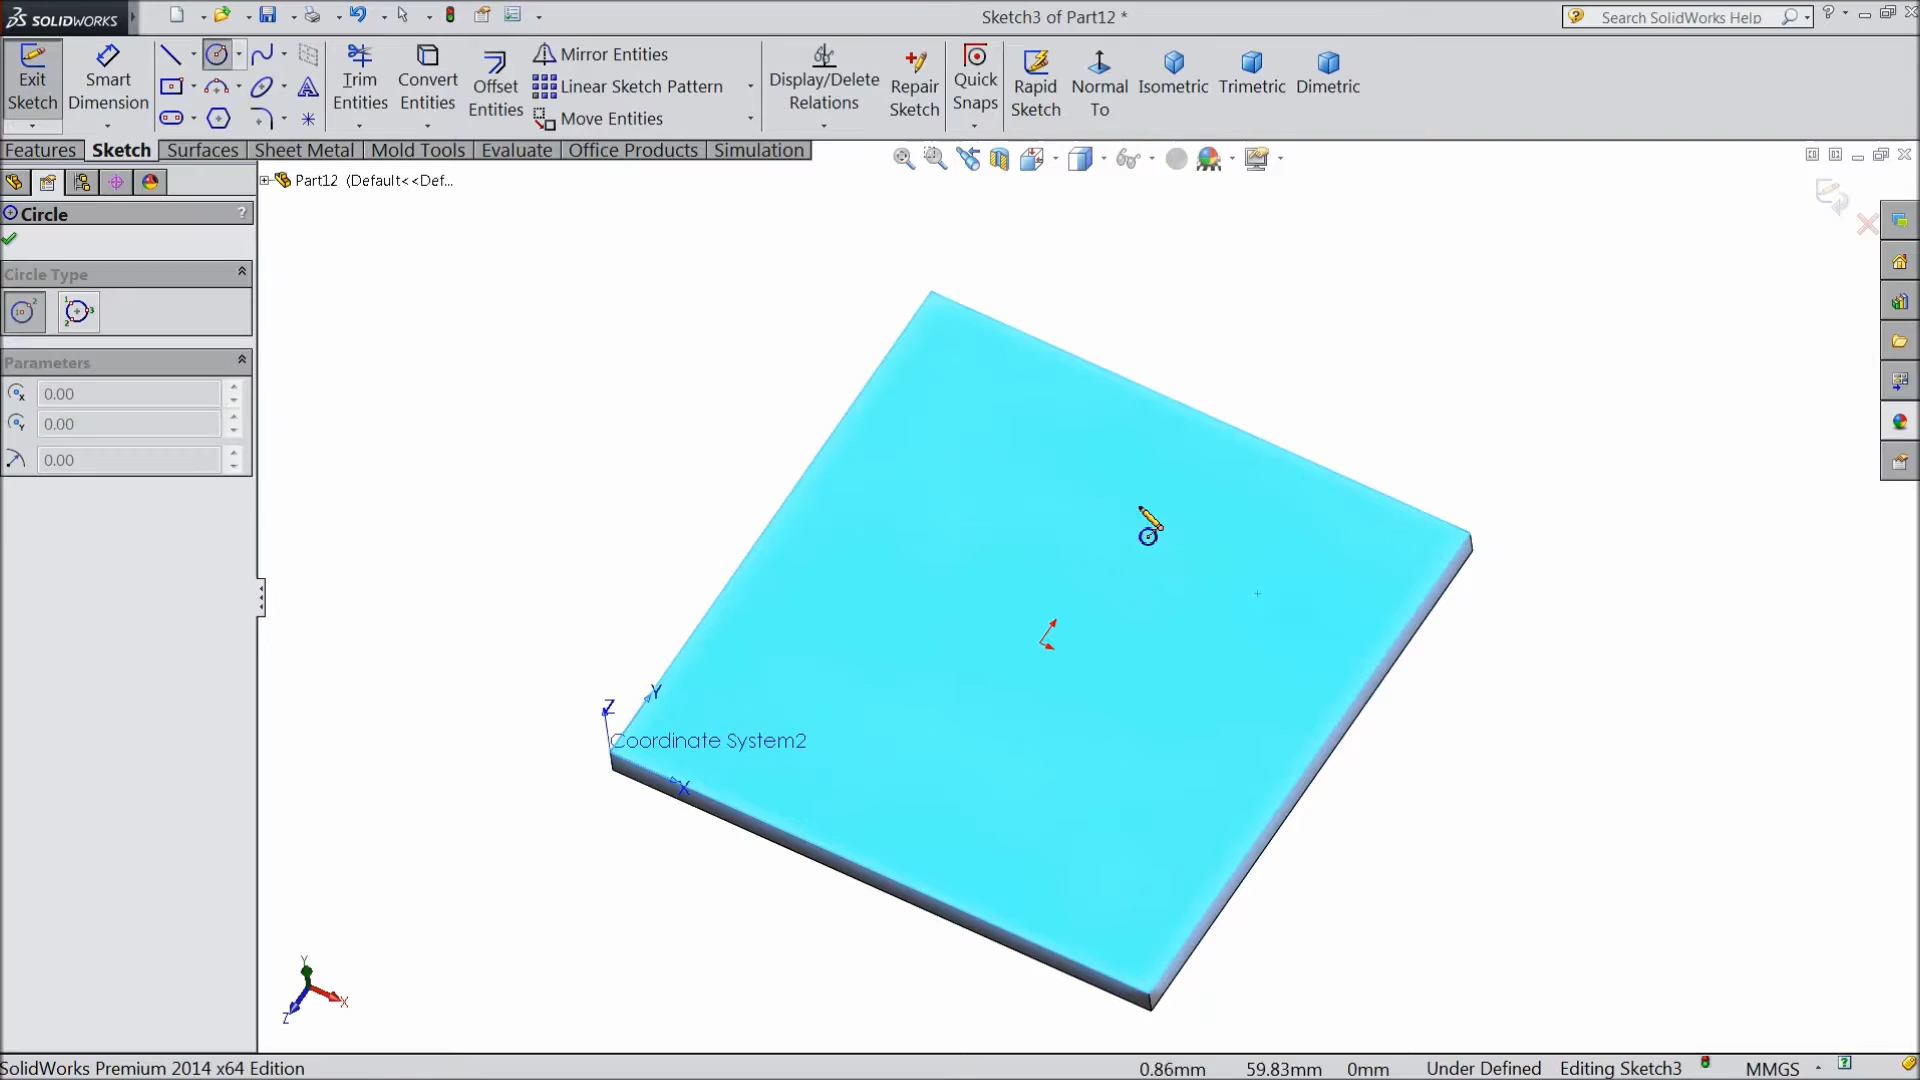 SOLIDWORKS
Sketch3 of Part12 *
Search SolidWorks Help
Exit Sketch
Smart Dimension
Trim Entities
Convert Entities
Offset Entities
Mirror Entities
Linear Sketch Pattern
Move Entities
Display/Delete Relations
Repair Sketch
Quick Snaps
Rapid Sketch
Normal To
Isometric
Trimetric
Dimetric
Features
Sketch
Surfaces
Sheet Metal
Mold Tools
Evaluate
Office Products
Simulation
Part12 (Default<<Def...
Circle
?
Circle Type
Parameters
0.00
0.00
0.00
Z
Y
Coordinate System2
X
Y
X
Z
SolidWorks Premium 2014 x64 Edition
0.86mm
59.83mm
0mm
Under Defined
Editing Sketch3
MMGS